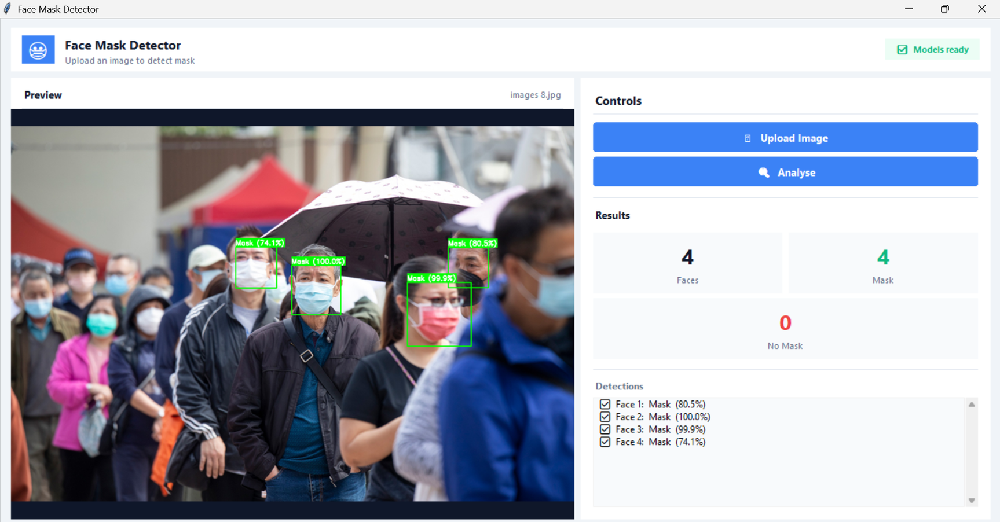 Face Mask Detector
Face Mask Detector
Upload an image to detect mask
Models ready
Preview
images 8.jpg
Mask (74.1%)
Mask (100.0%)
Mask (80.5%)
Mask (99.9%)
Controls
Upload Image
Analyse
Results
4
Faces
4
Mask
0
No Mask
Detections
Face 1: Mask (80.5%)
Face 2: Mask (100.0%)
Face 3: Mask (99.9%)
Face 4: Mask (74.1%)